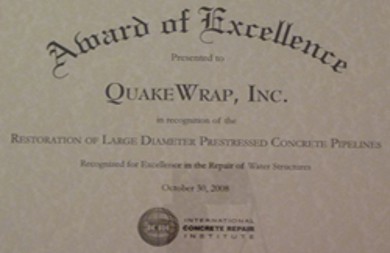 Award of Excellence
Presented to
QUAKEWRAP, INC.
in recognition of the
RESTORATION OF LARGE DIAMETER PRESTRESSED CONCRETE PIPELINES
Recognized for Excellence in the Repair of Water Structures
October 30, 2008
ICRI
INTERNATIONAL
CONCRETE REPAIR
INSTITUTE